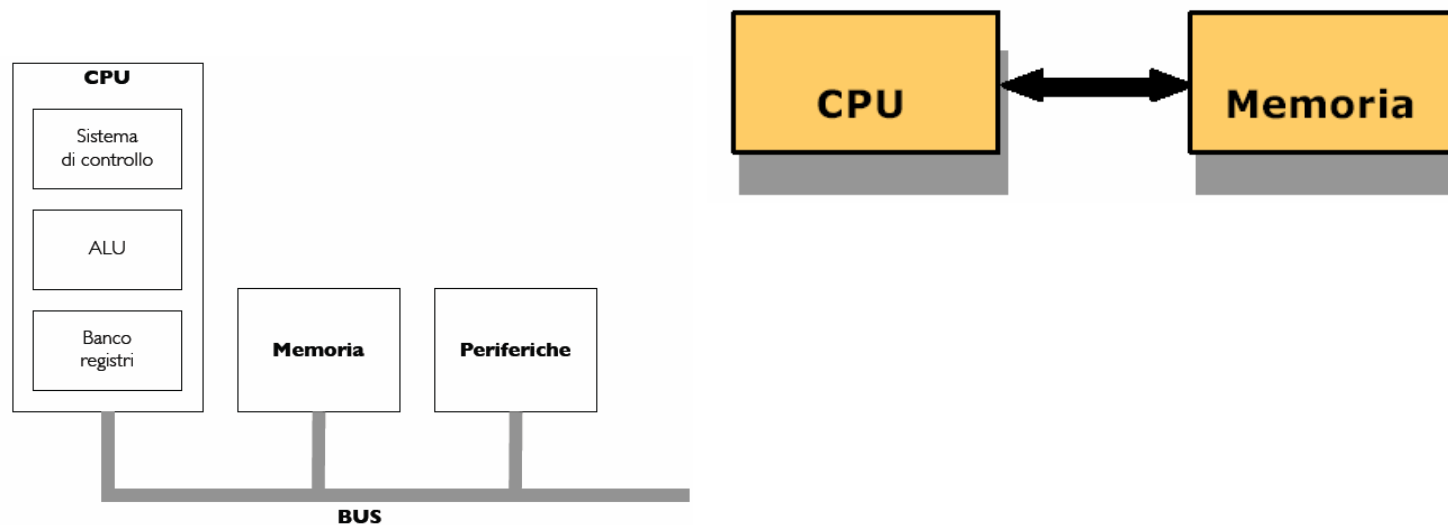 CPU
Sistema
di controllo
ALU
Banco
registri
Memoria
Periferiche
BUS
CPU
Memoria